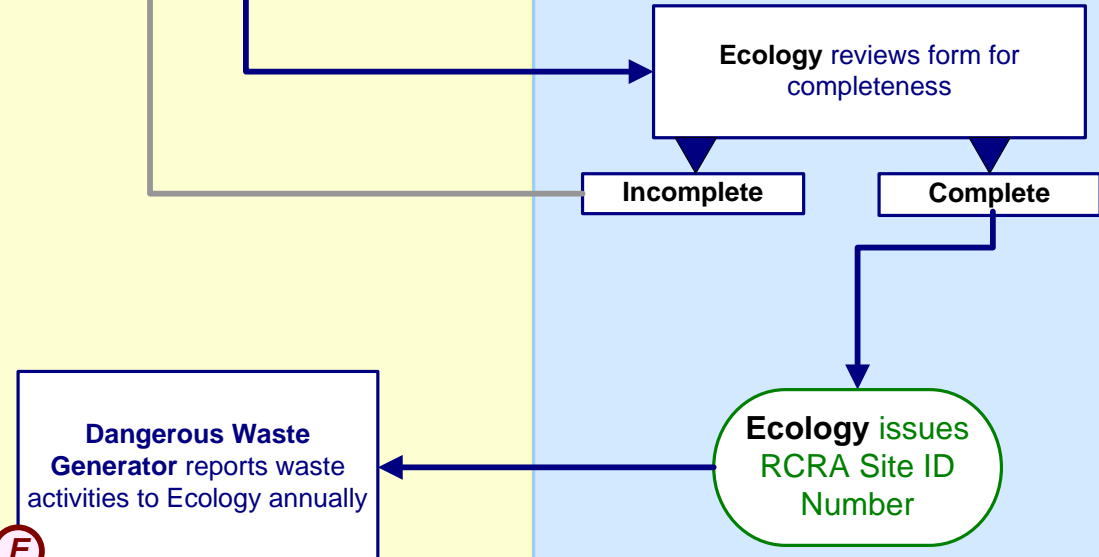 Ecology reviews form for
completeness
Incomplete
Complete
Ecology issues
RCRA Site ID
Number
Dangerous Waste
Generator reports waste
activities to Ecology annually
F